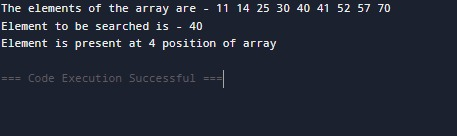 The elements of the array are - 11 14 25 30 40 41 52 57 70
Element to be searched is - 40
Element is present at 4 position of array
=== Code Execution Successful ===